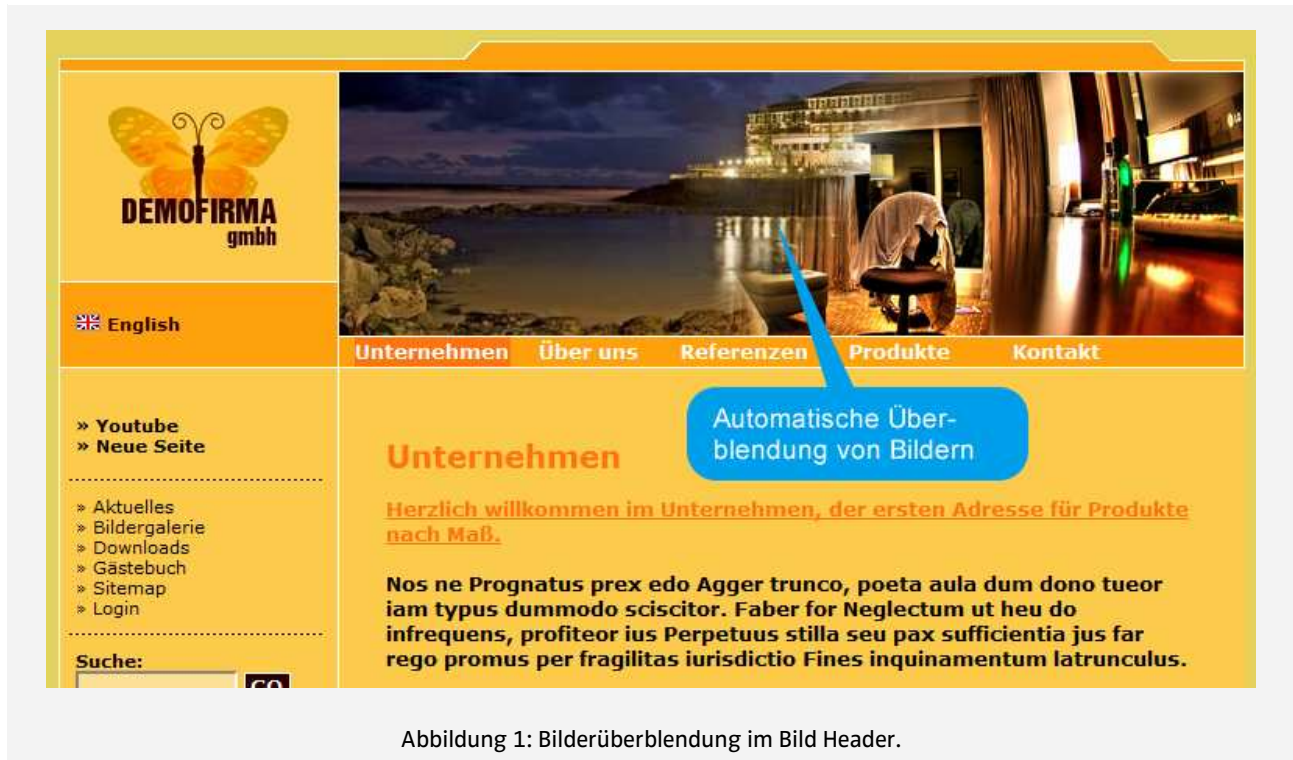 DEMOFIRMA
gmbh
English
Unternehmen Über uns Referenzen Produkte Kontakt
Automatische Über-
blendung von Bildern
» Youtube
» Neue Seite
» Aktuelles
» Bildergalerie
» Downloads
» Gästebuch
» Sitemap
» Login
Suche:
GO
Unternehmen
Herzlich willkommen im Unternehmen, der ersten Adresse für Produkte
nach Maß.
Nos ne Prognatus prex edo Agger trunco, poeta aula dum dono tueor
iam typus dummodo sciscitor. Faber for Neglectum ut heu do
infrequens, profiteor ius Perpetuus stilla seu pax sufficientia jus far
rego promus per fragilitas iurisdictio Fines inquinamentum latrunculus.
Abbildung 1: Bilderüberblendung im Bild Header.